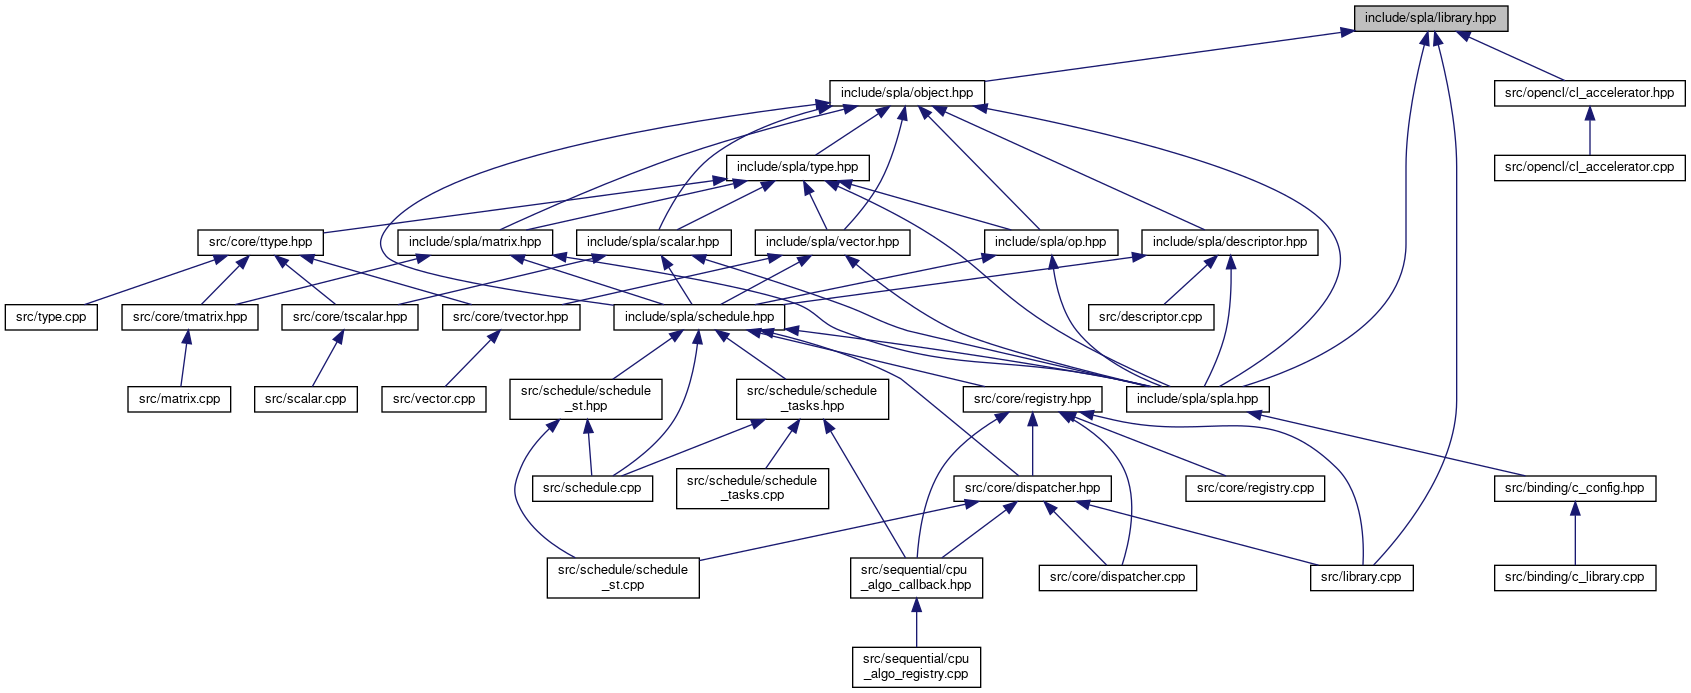 include/spla/library.hpp
include/spla/object.hpp
src/opencl/cl_accelerator.hpp
include/spla/type.hpp
src/opencl/cl_accelerator.cpp
src/core/ttype.hpp
include/spla/matrix.hpp
include/spla/scalar.hpp
include/spla/vector.hpp
include/spla/op.hpp
include/spla/descriptor.hpp
src/type.cpp
src/core/tmatrix.hpp
src/core/tscalar.hpp
src/core/tvector.hpp
include/spla/schedule.hpp
src/descriptor.cpp
src/matrix.cpp
src/scalar.cpp
src/vector.cpp
src/schedule/schedule
_st.hpp
src/schedule/schedule
_tasks.hpp
src/core/registry.hpp
include/spla/spla.hpp
src/schedule.cpp
src/schedule/schedule
_tasks.cpp
src/core/dispatcher.hpp
src/core/registry.cpp
src/binding/c_config.hpp
src/schedule/schedule
_st.cpp
src/sequential/cpu
_algo_callback.hpp
src/core/dispatcher.cpp
src/library.cpp
src/binding/c_library.cpp
src/sequential/cpu
_algo_registry.cpp